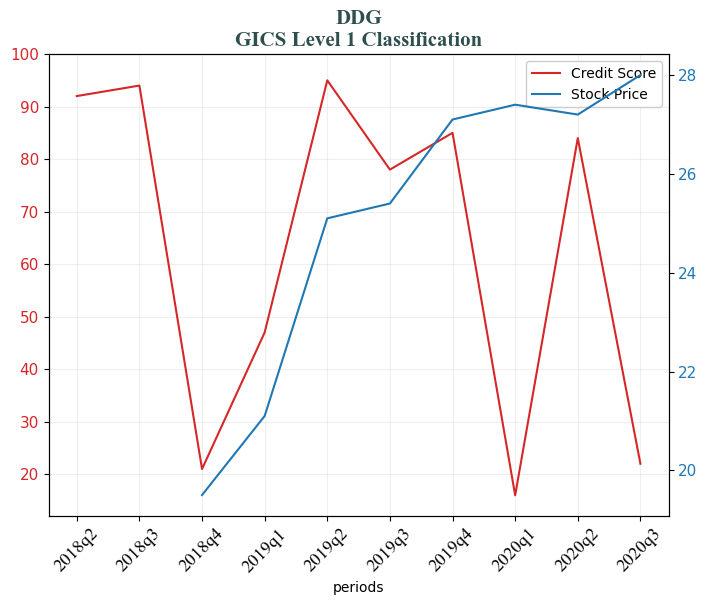 DDG
GICS Level 1 Classification
100
90
80
70
60
50
40
30
20
Credit Score
Stock Price
28
26
24
22
20
2018q2
2018q3
2018q4
2019q1
2019q2
2019q3
2019q4
2020q1
2020q2
2020q3
periods